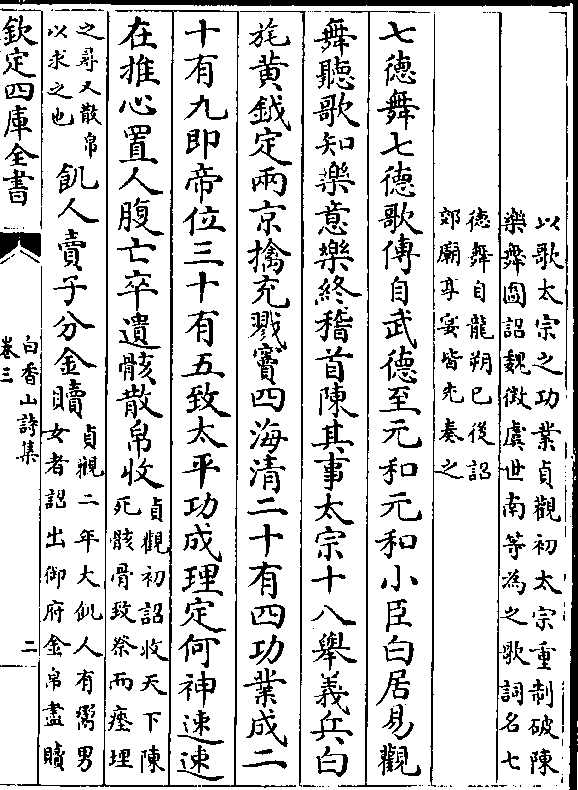 以歌太宗之功業貞觀初太宗重制破陳
樂舞圖詔魏徵虞世南等為之歌詞名七
德舞自龍朔已後詔
郊廟享宴皆先奏之
七徳舞七德歌傳自武德至元和元和小臣白居易觀
舞聽歌知樂意樂終稽首陳其事太宗十八舉義兵白
旄黄鉞定兩京擒充戮竇四海清二十有四功業成二
十有九即帝位三十有五致太平功成理定何神速速
在推心置人腹亡卒遺骸散帛收
貞觀初詔收天下陳
死骸骨致祭而瘞埋
之尋又散帛
以求之也
飢人賣子分金贖
貞觀二年大飢人有鬻男
女者詔出御府金帛盡贖
欽定四庫全書
白香山詩集
卷三
二